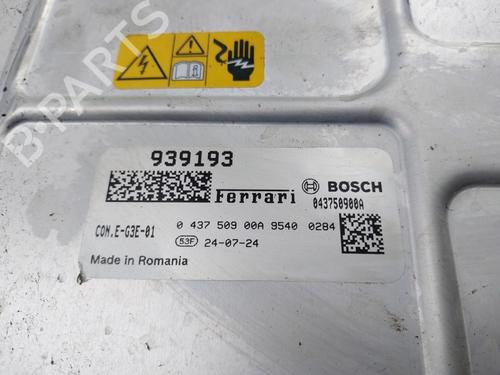 B-PARTS
939193
Ferrari
BOSCH
043750900A
COM.E-G3E-01
0 437 509 00A 9540 0284
53F 24-07-24
Made in Romania